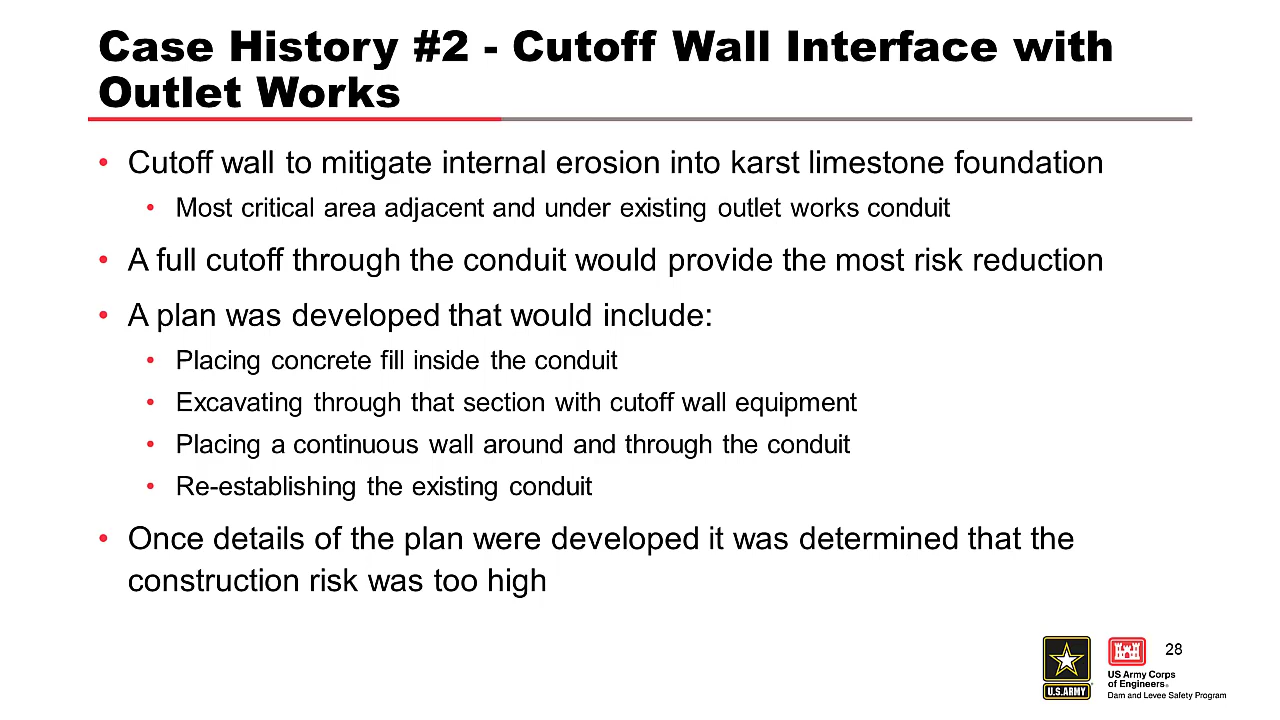 Case History #2 - Cutoff Wall Interface with
Outlet Works
• Cutoff wall to mitigate internal erosion into karst limestone foundation
• Most critical area adjacent and under existing outlet works conduit
• A full cutoff through the conduit would provide the most risk reduction
• A plan was developed that would include:
• Placing concrete fill inside the conduit
• Excavating through that section with cutoff wall equipment
• Placing a continuous wall around and through the conduit
• Re-establishing the existing conduit
• Once details of the plan were developed it was determined that the
construction risk was too high
28
U.S.ARMY
US Army Corps
of Engineers®
Dam and Levee Safety Program